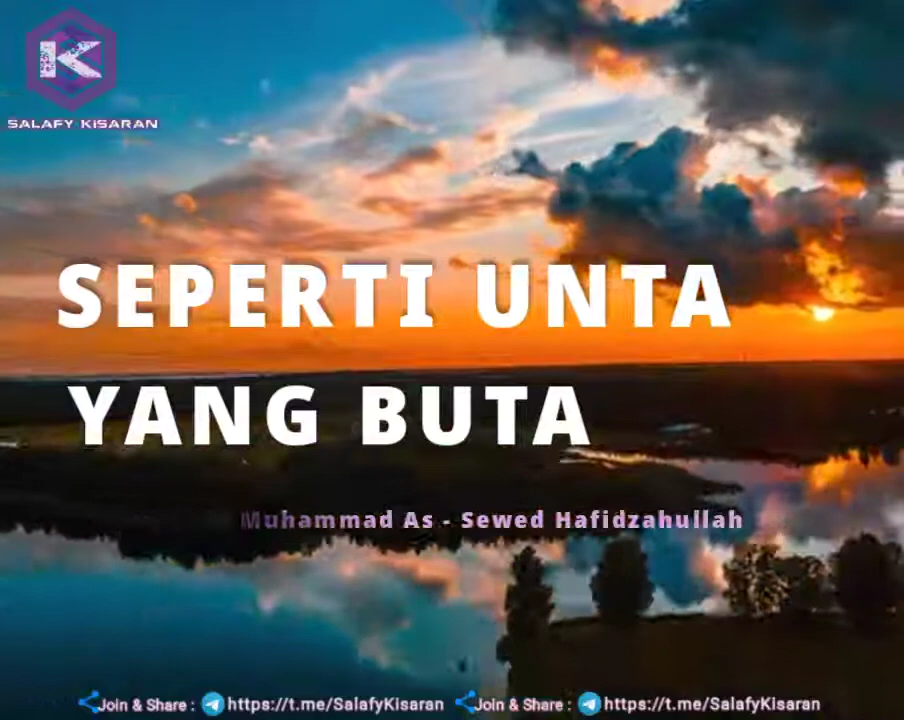 K
SALAFY KISARAN
SEPERTI UNTA
YANG BUTA
Muhammad As - Sewed Hafidzahullah
Join & Share : https://t.me/SalafyKisaran Join & Share : https://t.me/SalafyKisaran